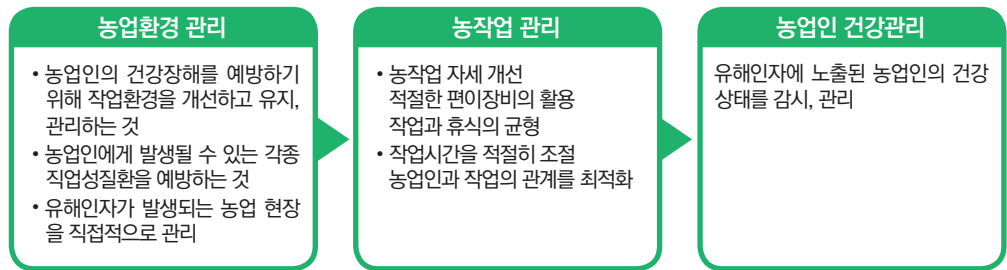 농업환경 관리
• 농업인의 건강장해를 예방하기
위해 작업환경을 개선하고 유지,
관리하는 것
• 농업인에게 발생될 수 있는 각종
직업성질환을 예방하는 것
• 유해인자가 발생되는 농업 현장
을 직접적으로 관리
농작업 관리
• 농작업 자세 개선
적절한 편이장비의 활용
작업과 휴식의 균형
• 작업시간을 적절히 조절
농업인과 작업의 관계를 최적화
농업인 건강관리
유해인자에 노출된 농업인의 건강
상태를 감시, 관리